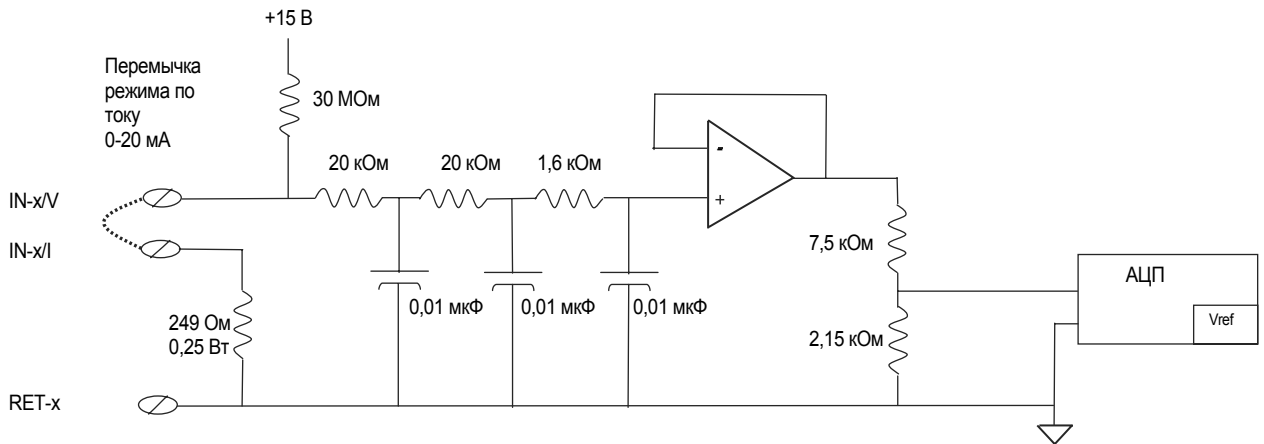 +15 В
Перемычка
режима по
току
0-20 мА
30 МОм
20 кОм
20 кОм
1,6 кОм
-
+
IN-x/V
IN-x/I
7,5 кОм
АЦП
Vref
0,01 мкФ
0,01 мкФ
0,01 мкФ
249 Ом
0,25 Вт
2,15 кОм
RET-x